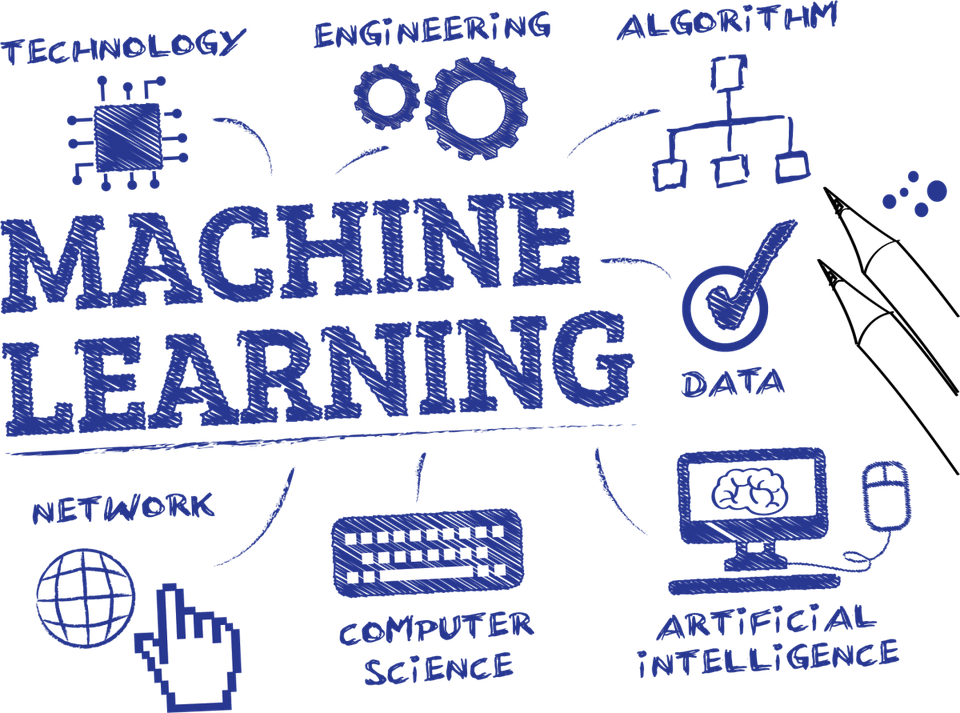 TECHNOLOGY
ENGiNEERiNG
ALGORiTHM
MACHINE
LEARNING
DATA
NETWORK
COMPUTER
SCiENCE
ARTiFiCiAL
iNTELLiGENCE